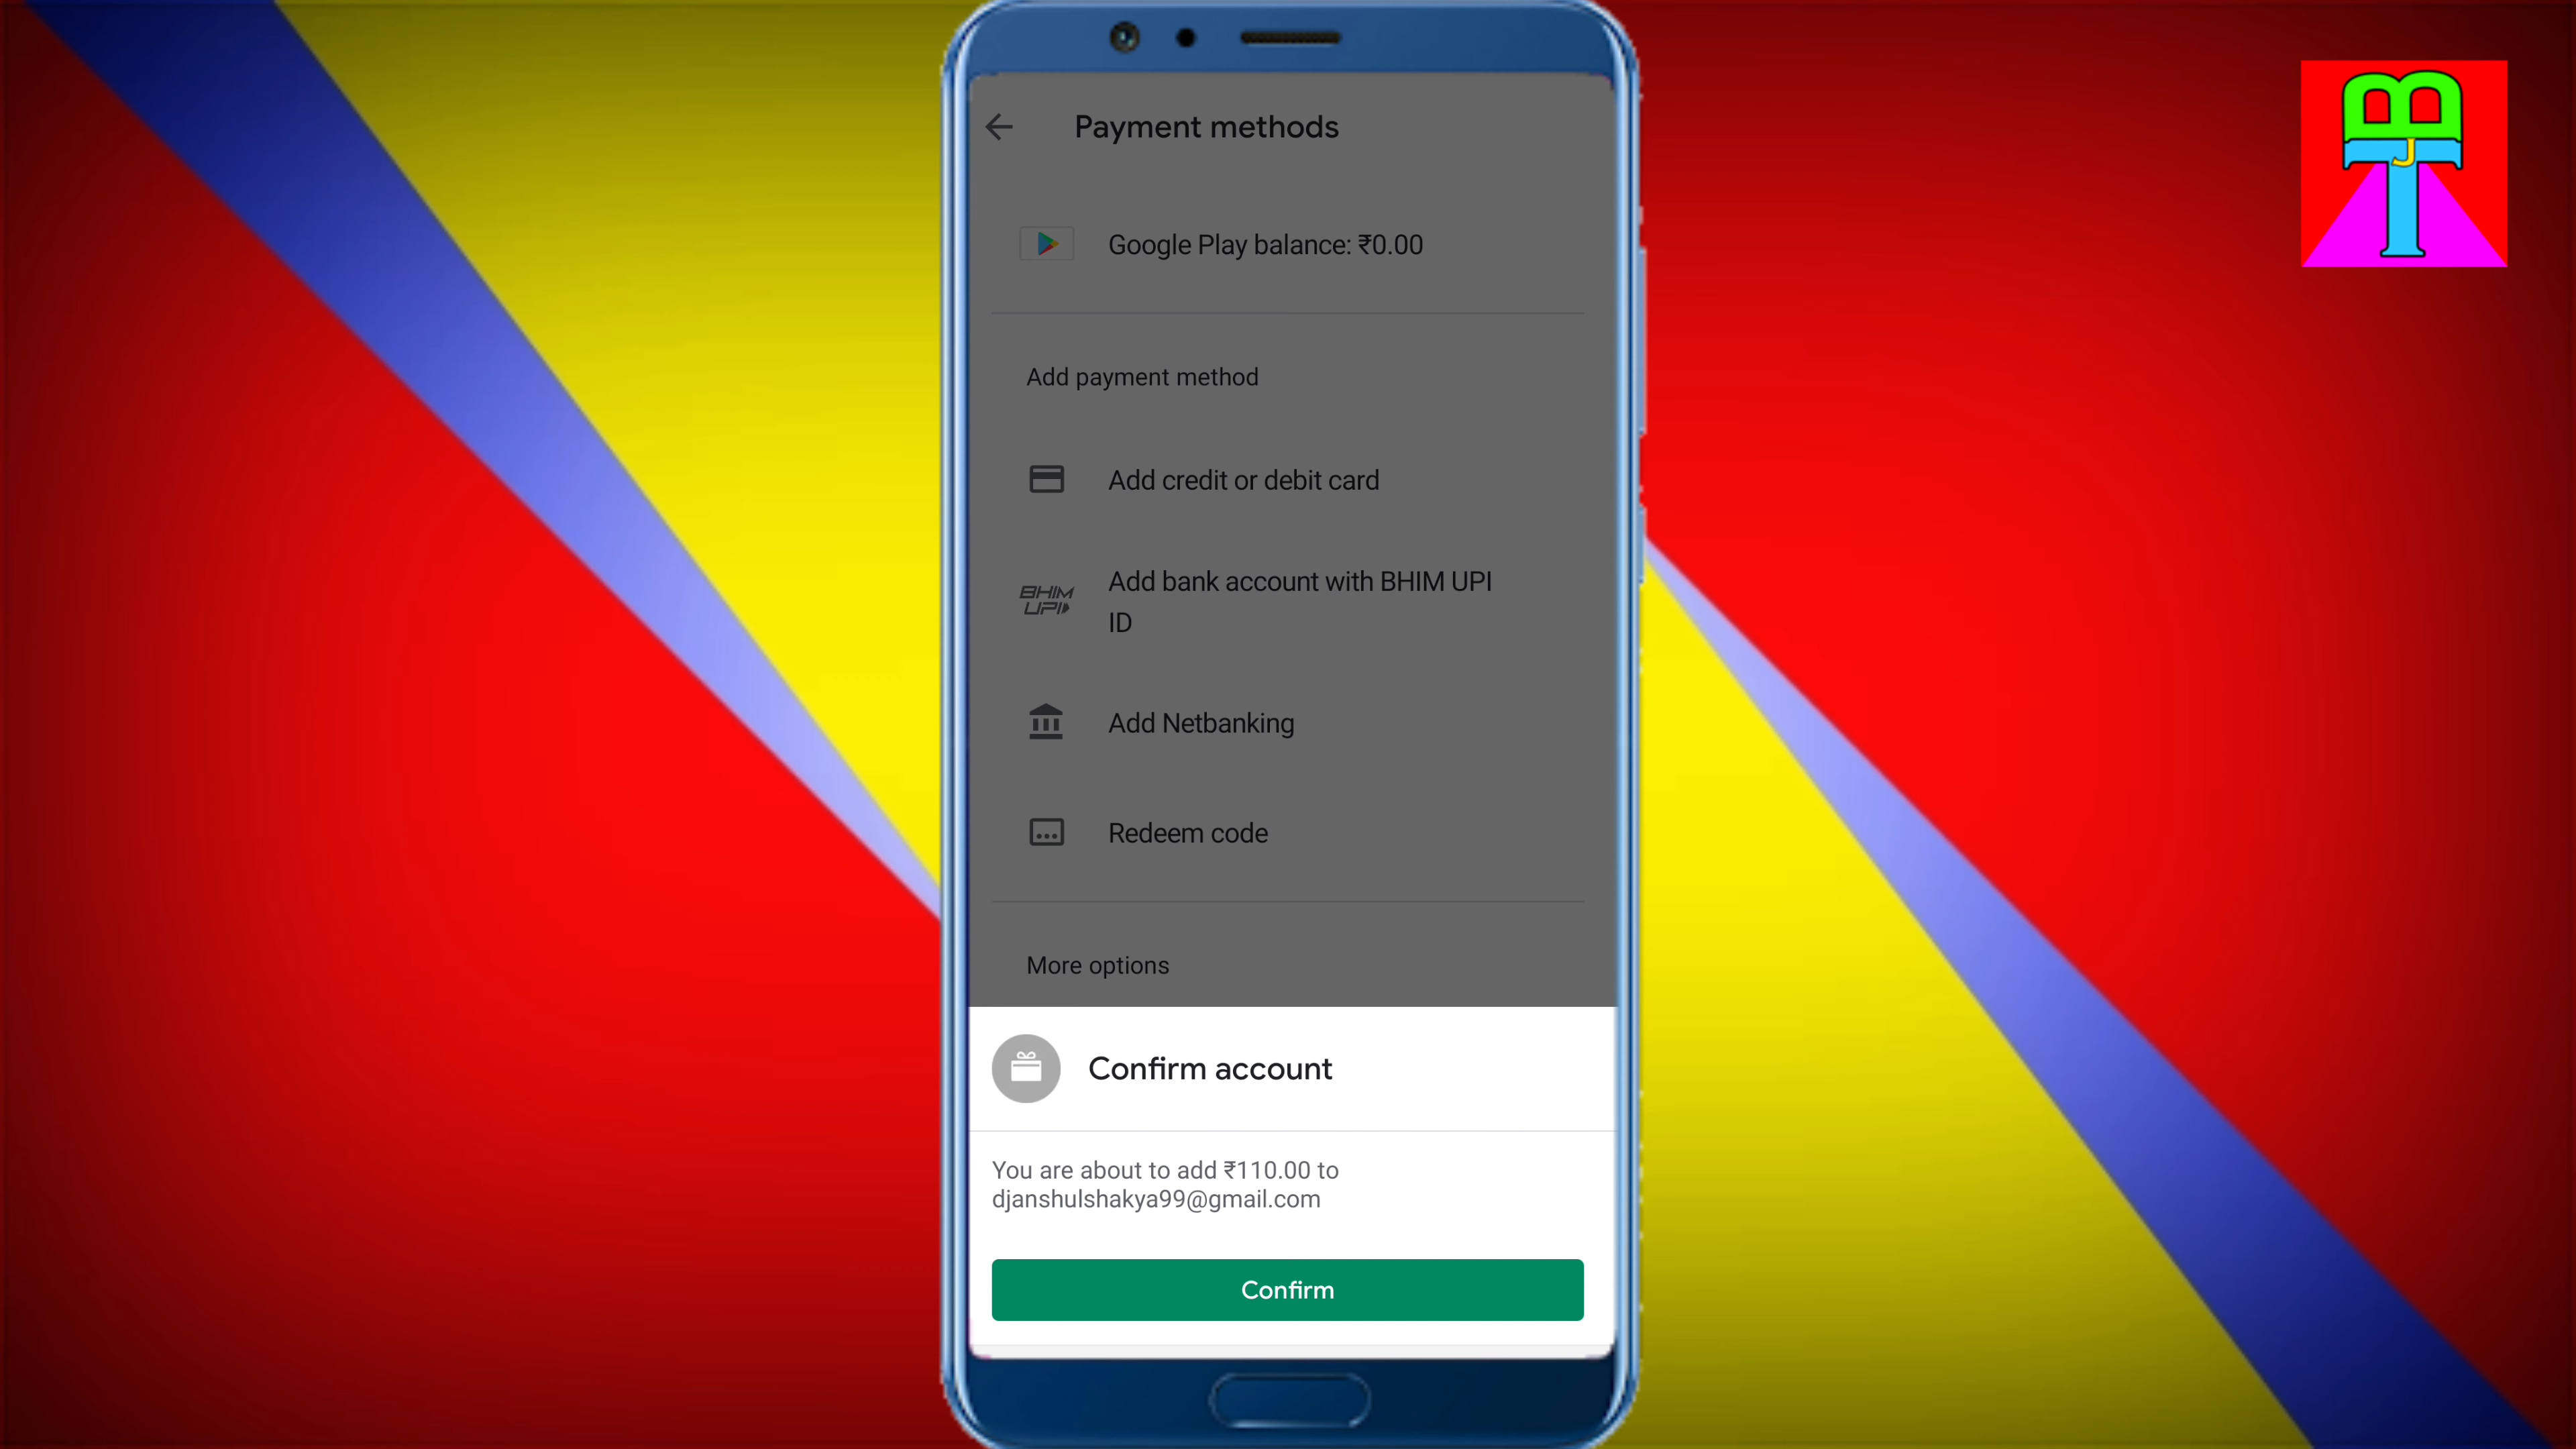 Payment methods
Google Play balance: ₹0.00
Add payment method
Add credit or debit card
BHIM
UPI
Add bank account with BHIM UPI
ID
Add Netbanking
Redeem code
More options
Confirm account
You are about to add ₹110.00 to
djanshulshakya99@gmail.com
Confirm
B
J
T